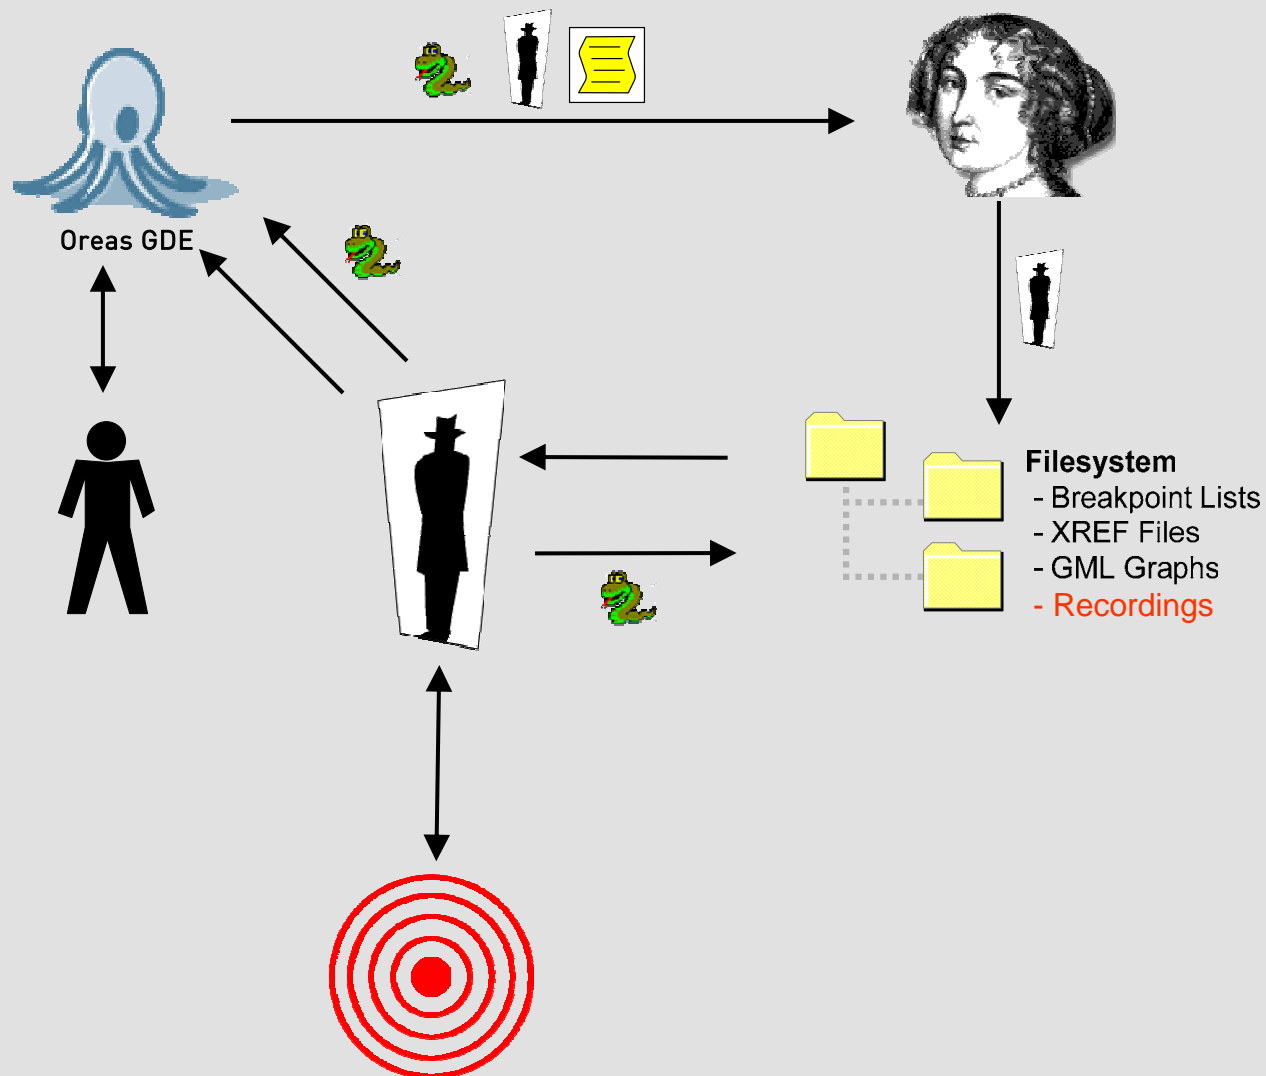 Oreas GDE
Filesystem
- Breakpoint Lists
- XREF Files
- GML Graphs
- Recordings